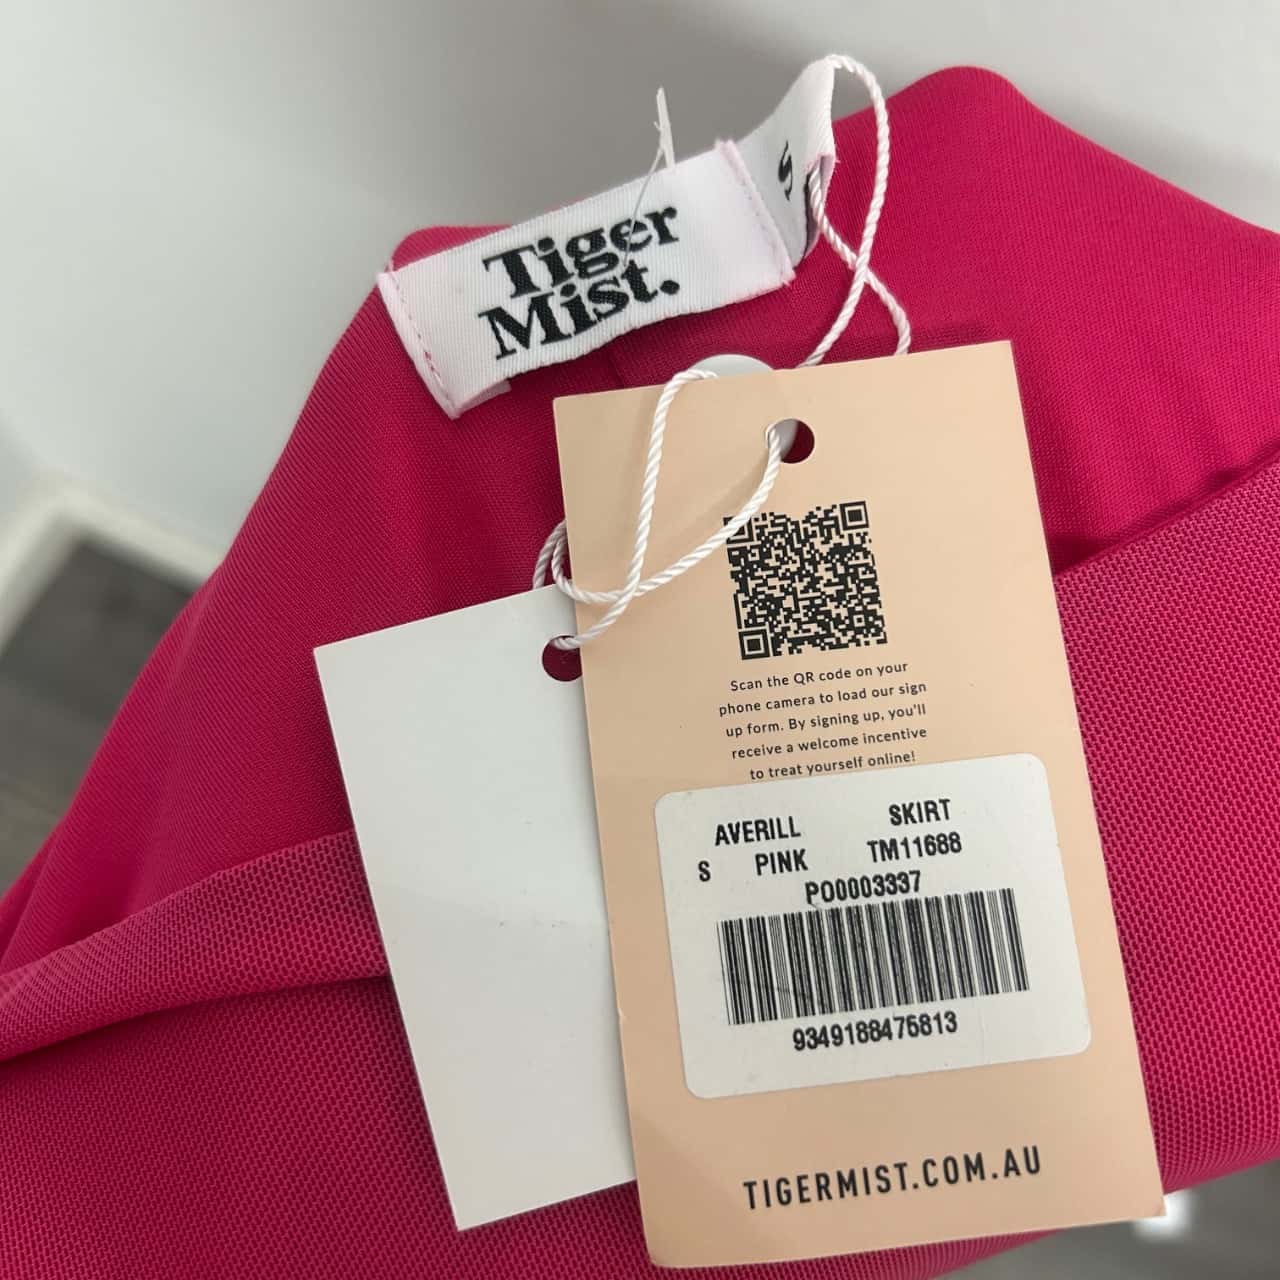 Tiger
Mist.
S
Scan the QR code on your
phone camera to load our sign
up form. By signing up, you'll
receive a welcome incentive
to treat yourself online!
AVERILL SKIRT
S PINK TM11688
PO0003337
9349188476813
TIGERMIST.COM.AU